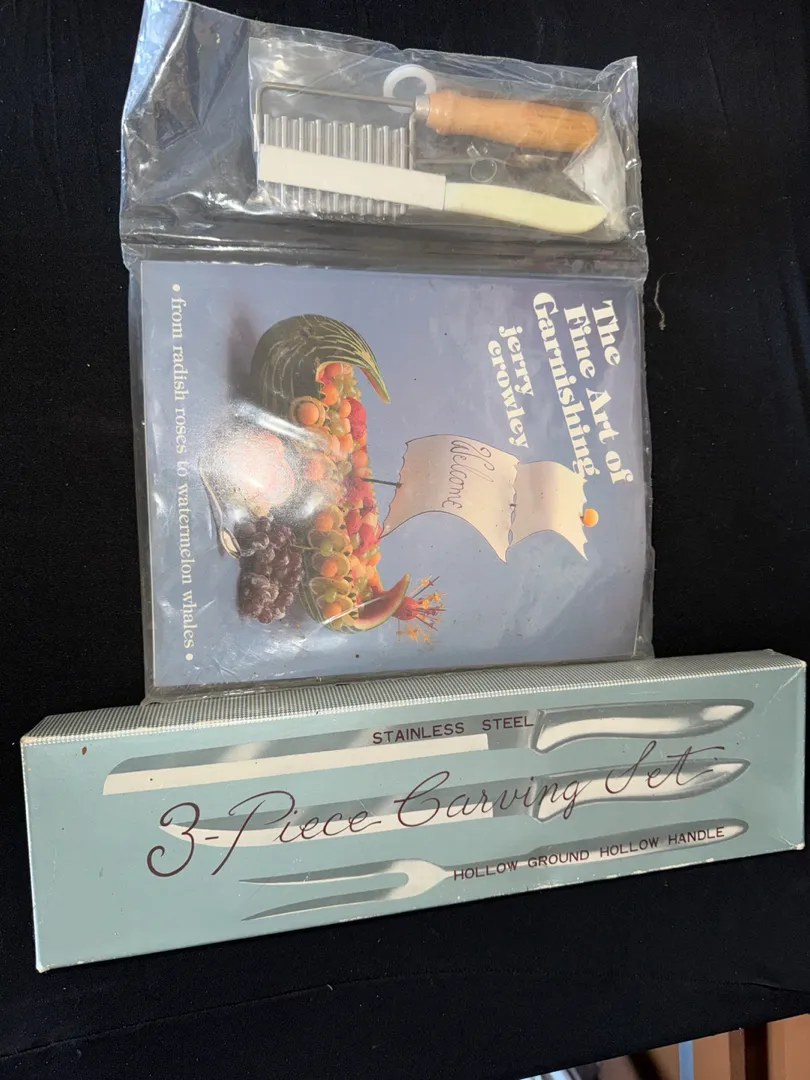 The
Fine Art of
Garnishing
jerry
crowley
Welcome
• from radish roses to watermelon whales •
STAINLESS STEEL
3-Piece Carving Set
HOLLOW GROUND HOLLOW HANDLE